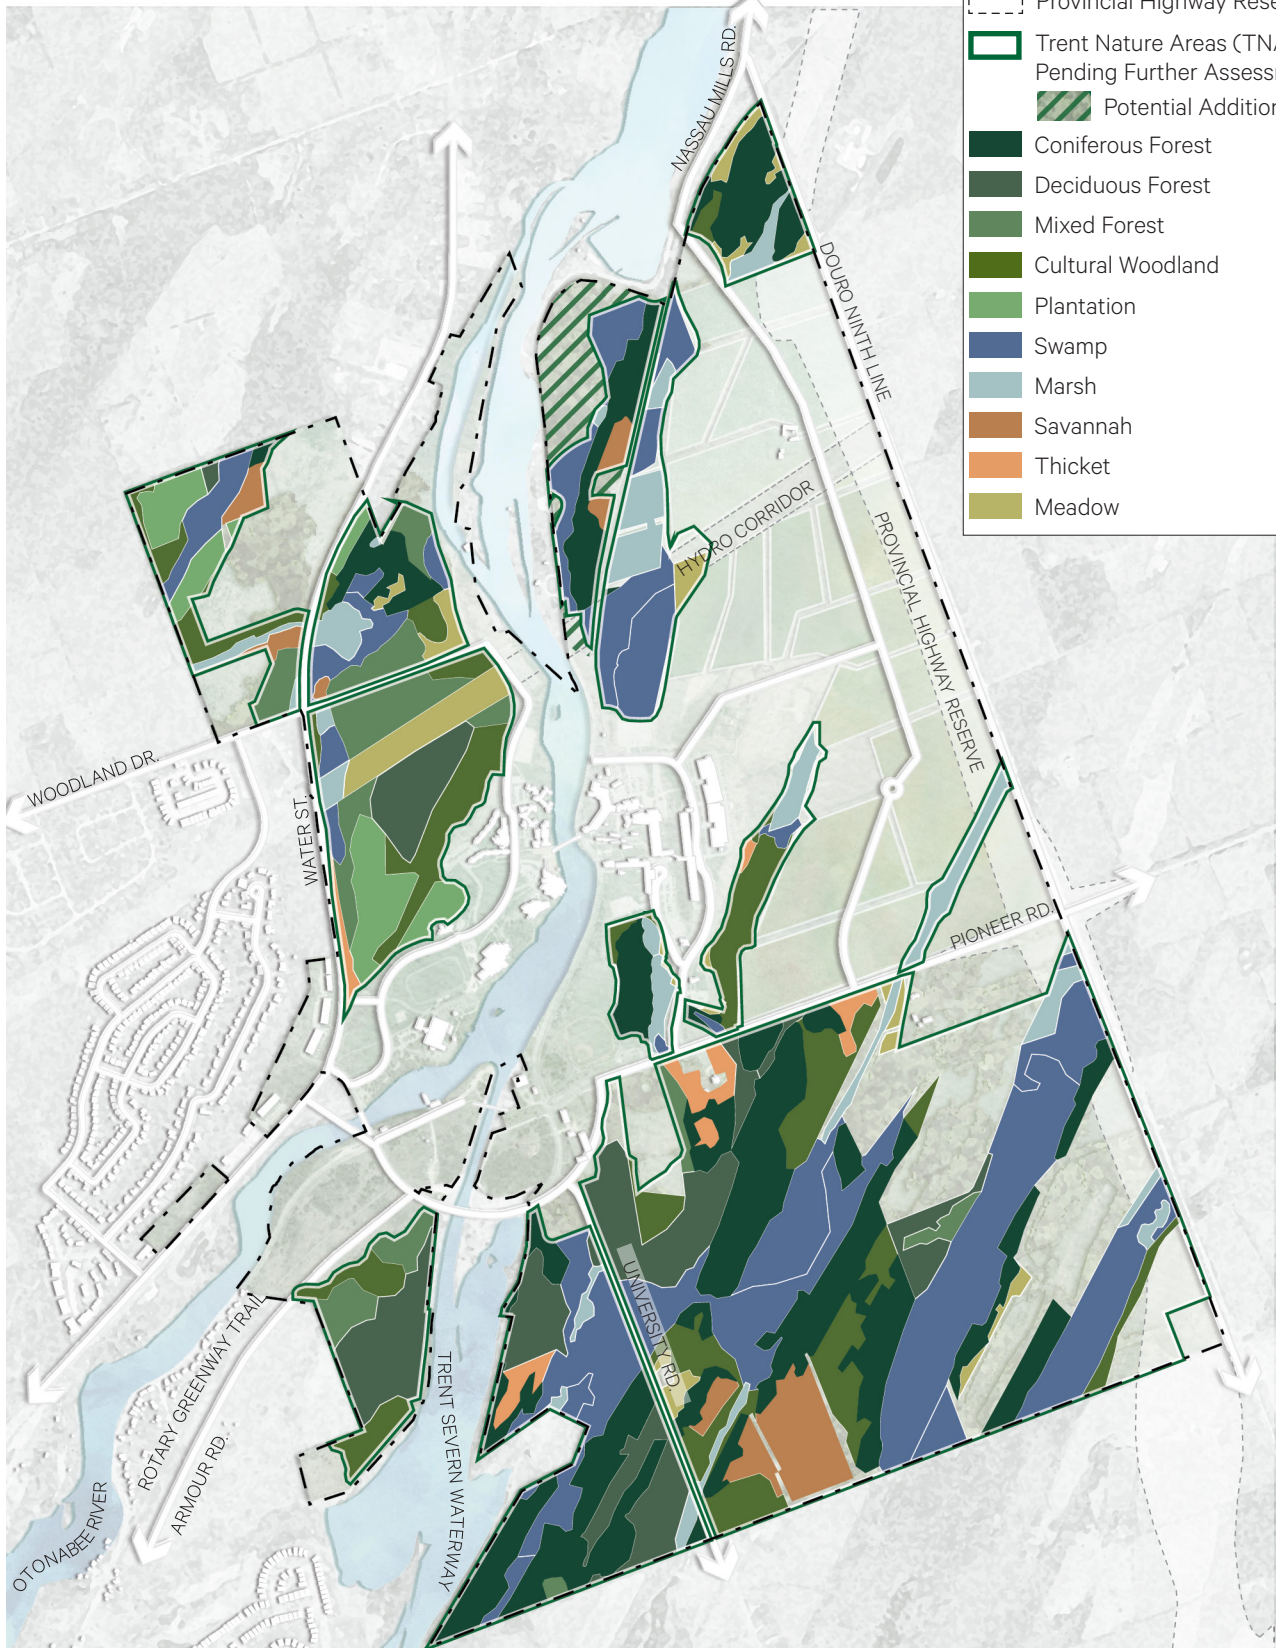 Provincial Highway Rese
Trent Nature Areas (TNA
Pending Further Assess
Potential Addition
Coniferous Forest
Deciduous Forest
Mixed Forest
Cultural Woodland
Plantation
Swamp
Marsh
Savannah
Thicket
Meadow
NASSAU MILLS RD.
DOURO NINTH LINE
HYDRO CORRIDOR
PROVINCIAL HIGHWAY RESERVE
WOODLAND DR.
WATER ST.
PIONEER RD.
UNIVERSITY RD.
ROTARY GREENWAY TRAIL
ARMOUR RD.
TRENT SEVERN WATERWAY
OTONABEE RIVER